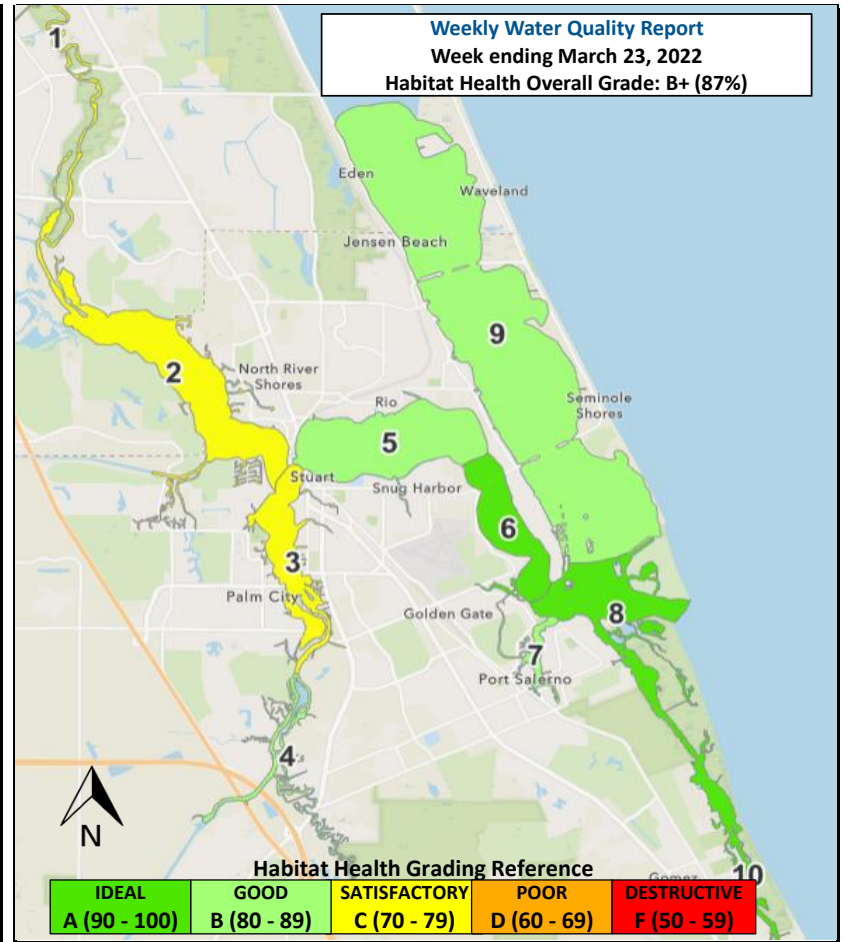 Weekly Water Quality Report
Week ending March 23, 2022
Habitat Health Overall Grade: B+ (87%)
1
Eden
Waveland
Jensen Beach
9
2
North River
Shores
Seminole
Shores
Rio
5
Stuart
Snug Harbor
6
3
Palm City
Golden Gate
8
7
Port Salerno
4
N
Gomez
10
Habitat Health Grading Reference
IDEAL GOOD SATISFACTORY POOR DESTRUCTIVE
A (90 - 100) B (80 - 89) C (70 - 79) D (60 - 69) F (50 - 59)